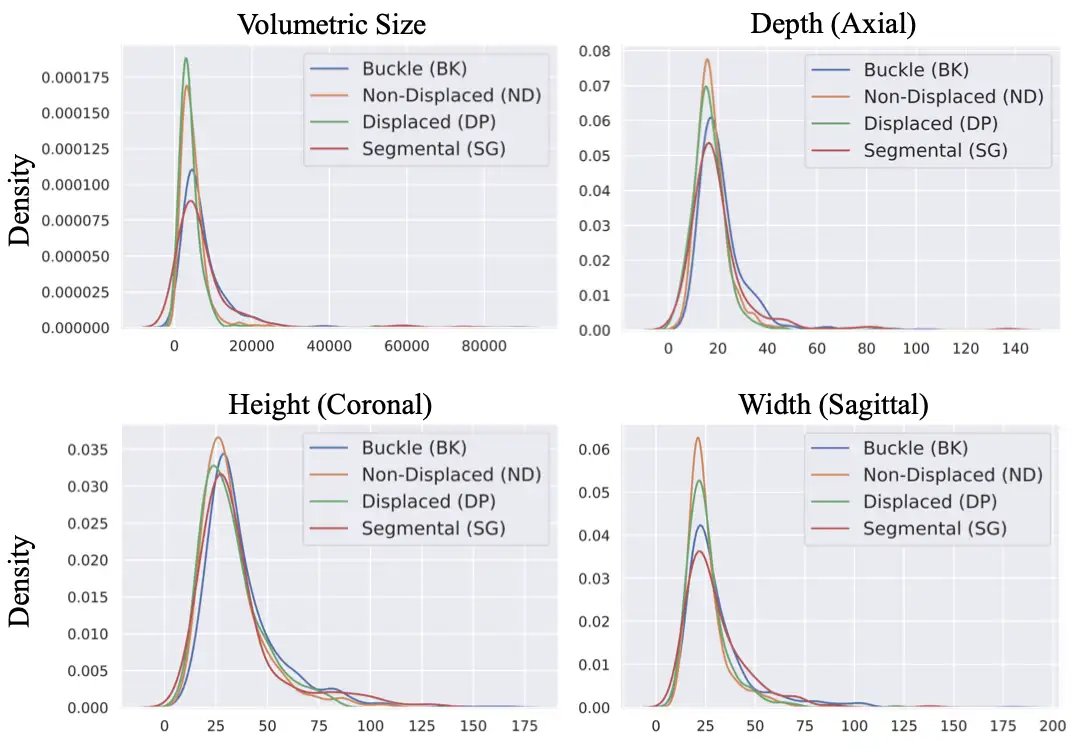 Volumetric Size
Density
0.000175
0.000150
0.000125
0.000100
0.000075
0.000050
0.000025
0.000000
Buckle (BK)
Non-Displaced (ND)
Displaced (DP)
Segmental (SG)
0 20000 40000 60000 80000
Depth (Axial)
0.08
0.07
0.06
0.05
0.04
0.03
0.02
0.01
0.00
Buckle (BK)
Non-Displaced (ND)
Displaced (DP)
Segmental (SG)
0 20 40 60 80 100 120 140
Height (Coronal)
Density
0.035
0.030
0.025
0.020
0.015
0.010
0.005
0.000
Buckle (BK)
Non-Displaced (ND)
Displaced (DP)
Segmental (SG)
0 25 50 75 100 125 150 175
Width (Sagittal)
0.06
0.05
0.04
0.03
0.02
0.01
0.00
Buckle (BK)
Non-Displaced (ND)
Displaced (DP)
Segmental (SG)
0 25 50 75 100 125 150 175 200